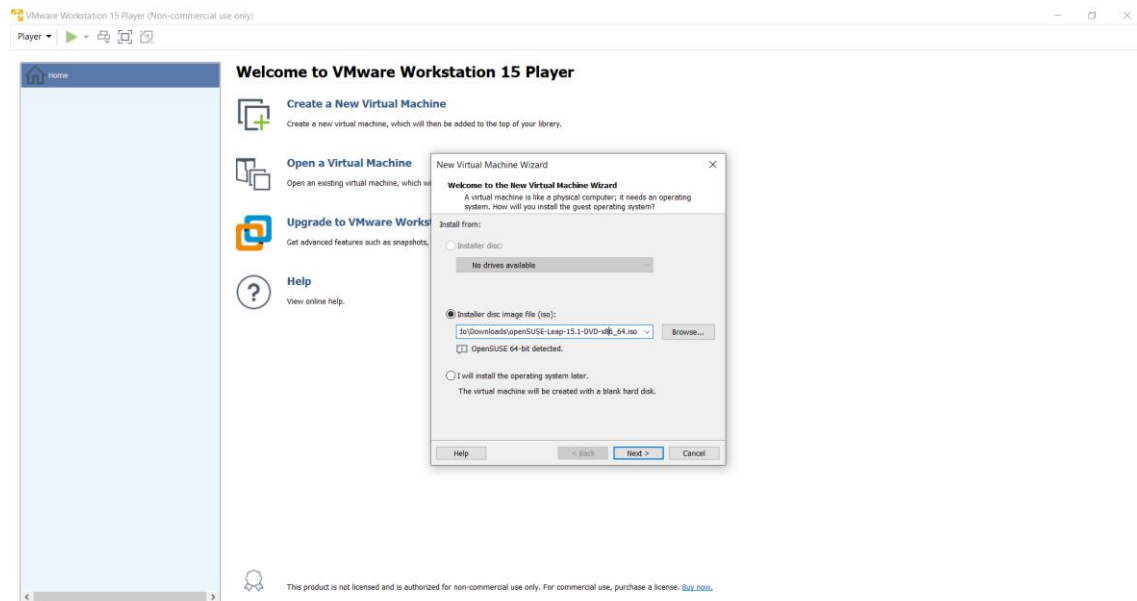 VMware Workstation 15 Player (Non-commercial use only)
Player
Home
Welcome to VMware Workstation 15 Player
Create a New Virtual Machine
Create a new virtual machine, which will then be added to the top of your library.
Open a Virtual Machine
Open an existing virtual machine, which wi
Upgrade to VMware Works
Get advanced features such as snapshots,
Help
View online help.
New Virtual Machine Wizard
Welcome to the New Virtual Machine Wizard
A virtual machine is like a physical computer; it needs an operating
system. How will you install the guest operating system?
Install from:
Installer disc:
No drives available
Installer disc image file (iso):
do\Downloads\openSUSE-Leap-15.1-DVD-x86_64.iso
Browse...
OpenSUSE 64-bit detected.
I will install the operating system later.
The virtual machine will be created with a blank hard disk.
Help
< Back
Next >
Cancel
This product is not licensed and is authorized for non-commercial use only. For commercial use, purchase a license. Buy now.